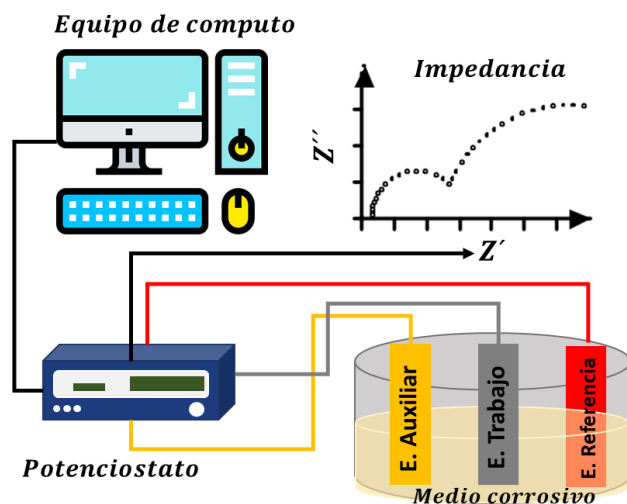 Equipo de computo
Impedancia
Z´´
Z´
E. Auxiliar
E. Trabajo
E. Referencia
Potenciostato
Medio corrosivo